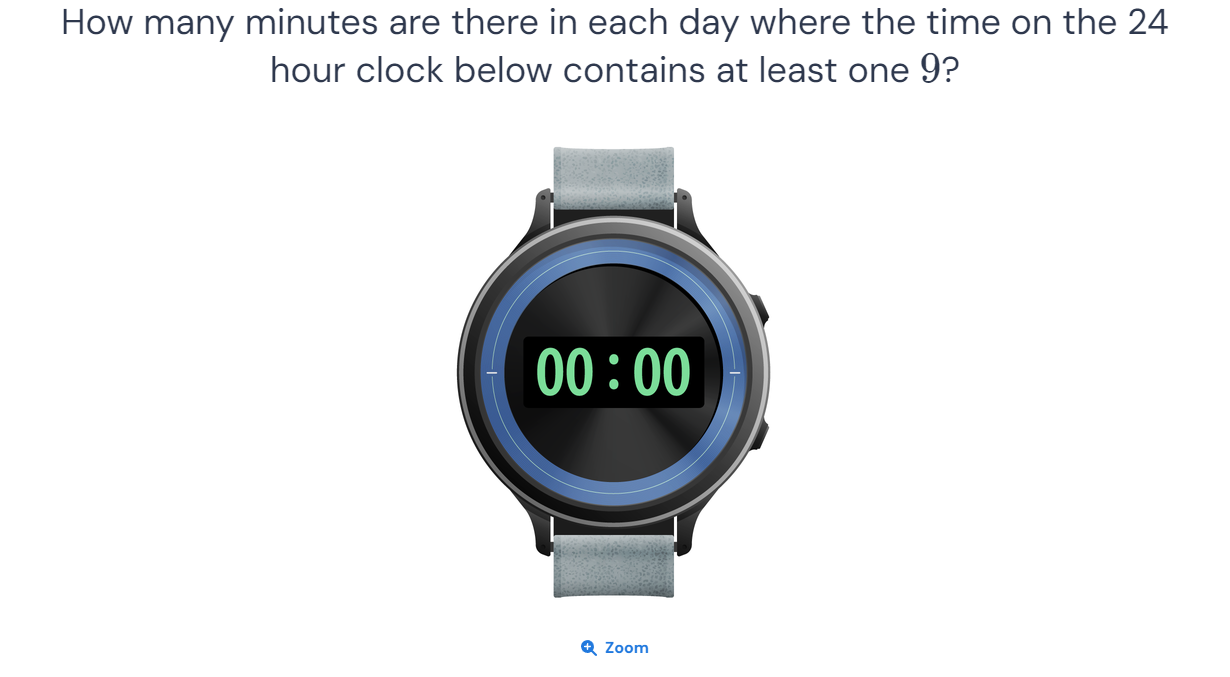 How many minutes are there in each day where the time on the 24
hour clock below contains at least one 9?
00:00
Zoom